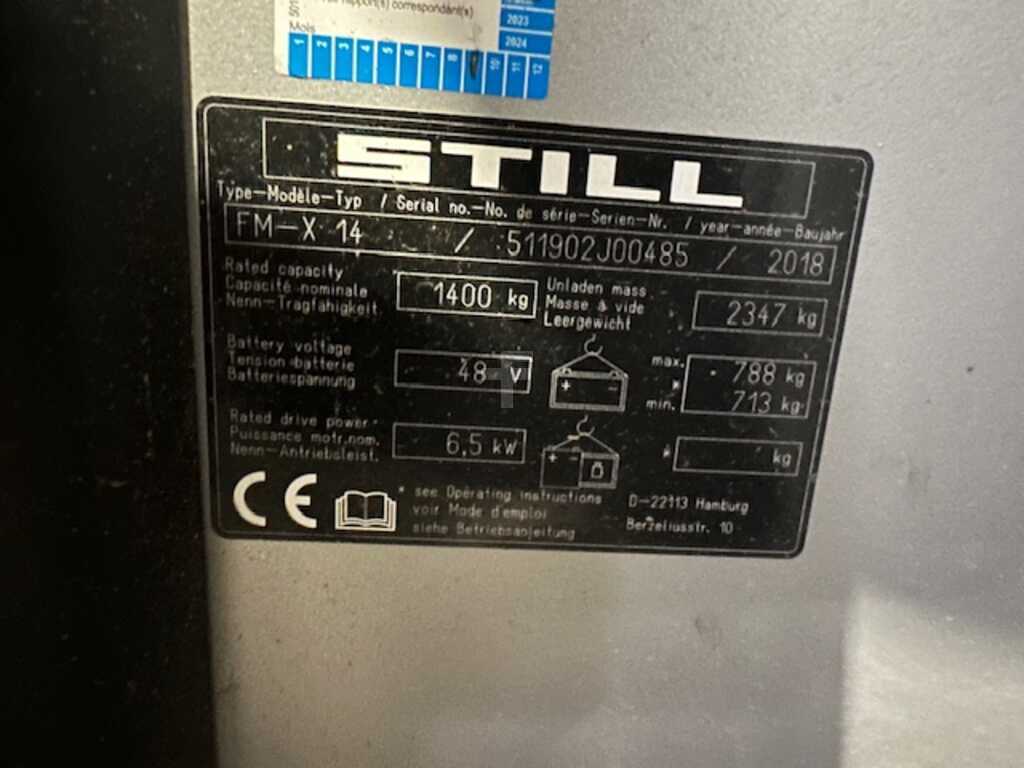 rapport(s) correspondant(s)
501
Mois
2023
2024
1 2 3 4 5 6 7 8 10 11 12
STILL
Type-Modèle-Typ / Serial no.-No. de série-Serien-Nr. / year-année-Baujahr
FM-X 14 / 511902J00485 / 2018
Rated capacity
Capacité nominale
Nenn-Tragfähigkeit
1400 kg
Unladen mass
Masse à vide
Leergewicht
2347 kg
Battery voltage
Tension batterie
Batteriespannung
48 V
+ -
max. 788 kg
*
min. 713 kg
Rated drive power
Puissance motr.nom.
Nenn-Antriebsleist.
6,5 kW
+ -
* kg
CE
* see Operating instructions
voir Mode d'emploi
siehe Betriebsanleitung
D-22113 Hamburg
Berzeliusstr. 10